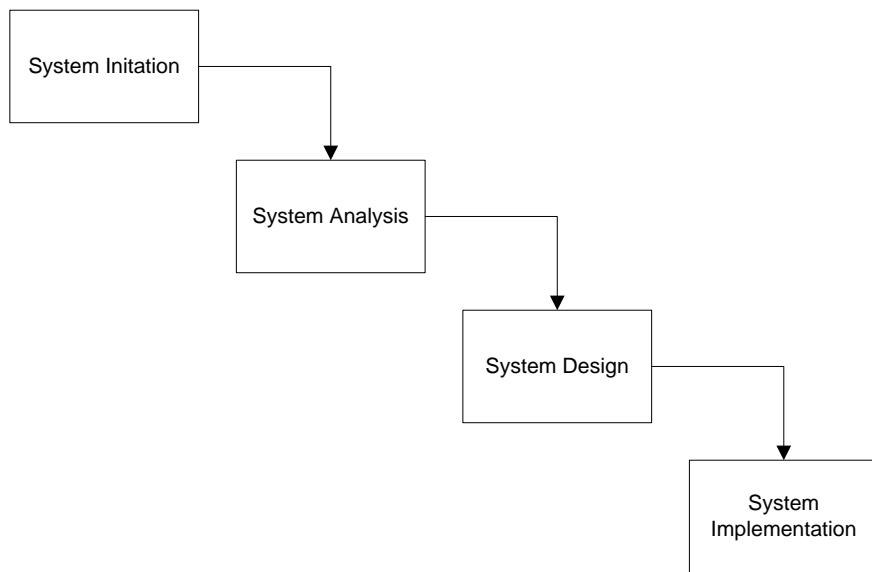 System Initation
System Analysis
System Design
System
Implementation